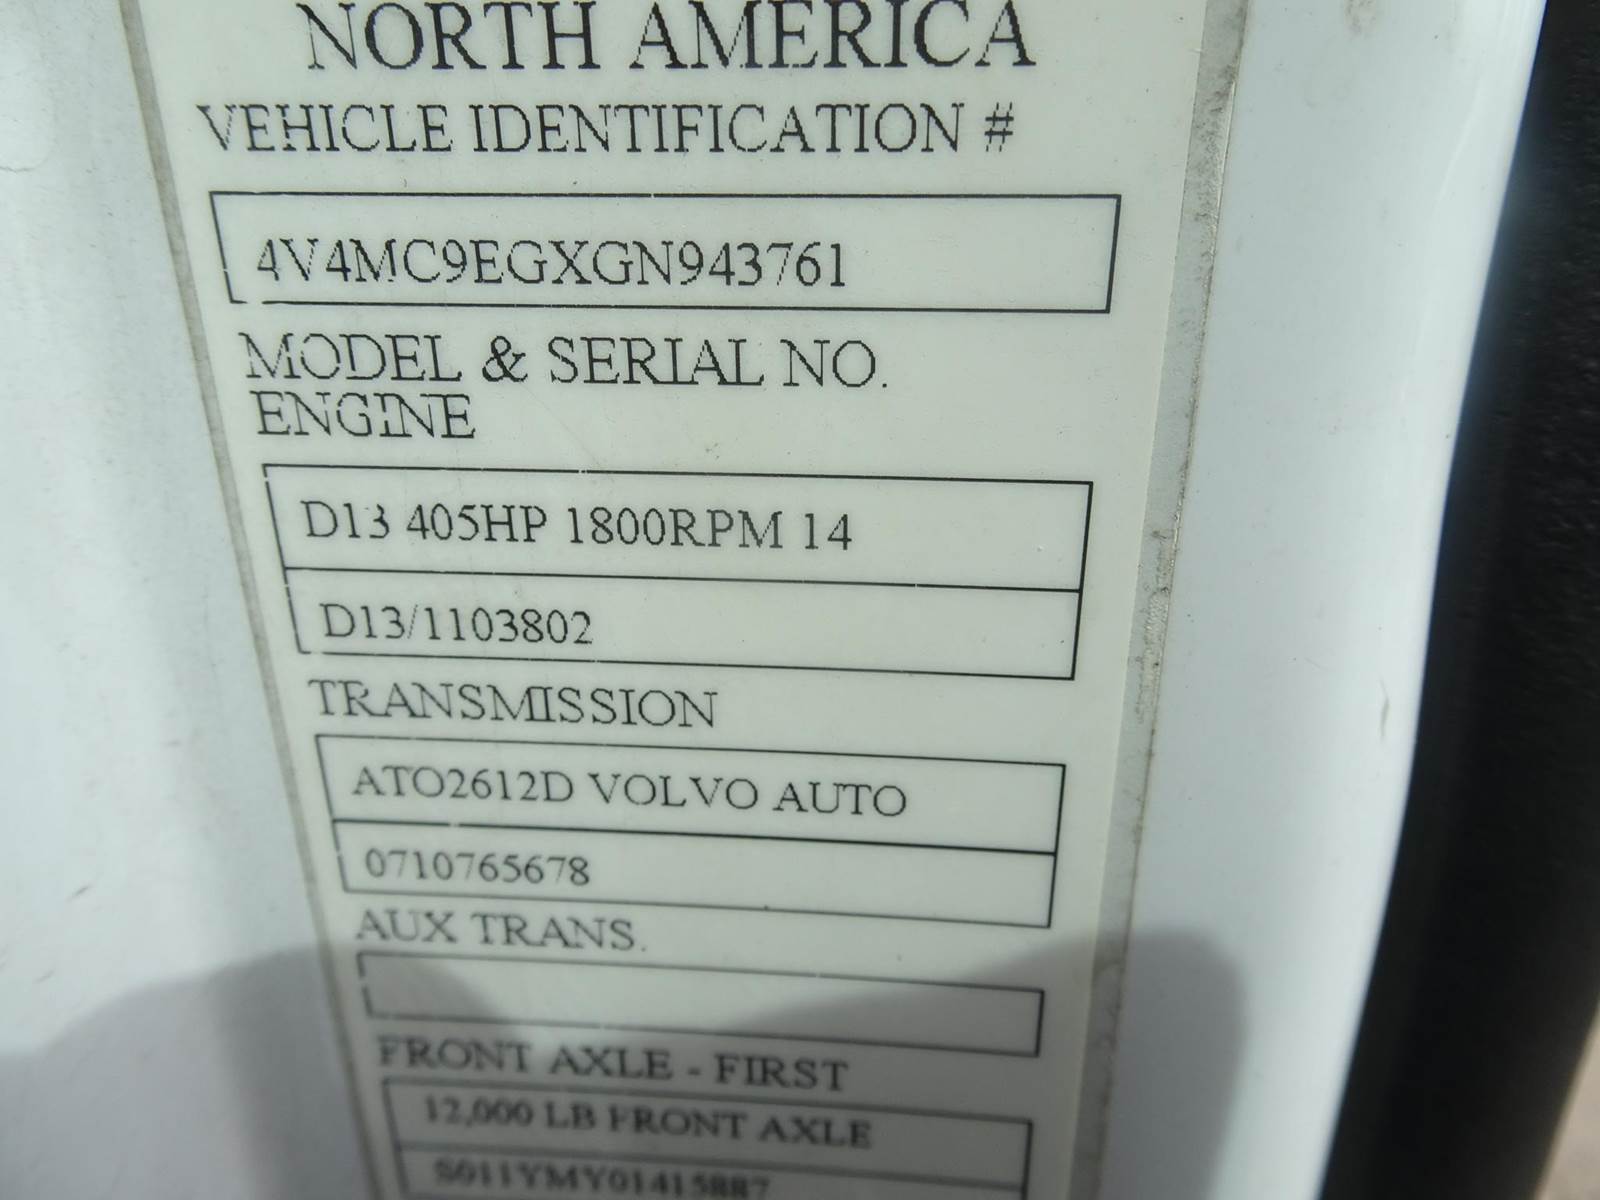 NORTH AMERICA
VEHICLE IDENTIFICATION #
4V4MC9EGXGN943761
MODEL & SERIAL NO.
ENGINE
D13 405HP 1800RPM 14
D13/1103802
TRANSMISSION
ATO2612D VOLVO AUTO
0710765678
AUX TRANS.
FRONT AXLE - FIRST
12,000 LB FRONT AXLE
S011YMY01415887